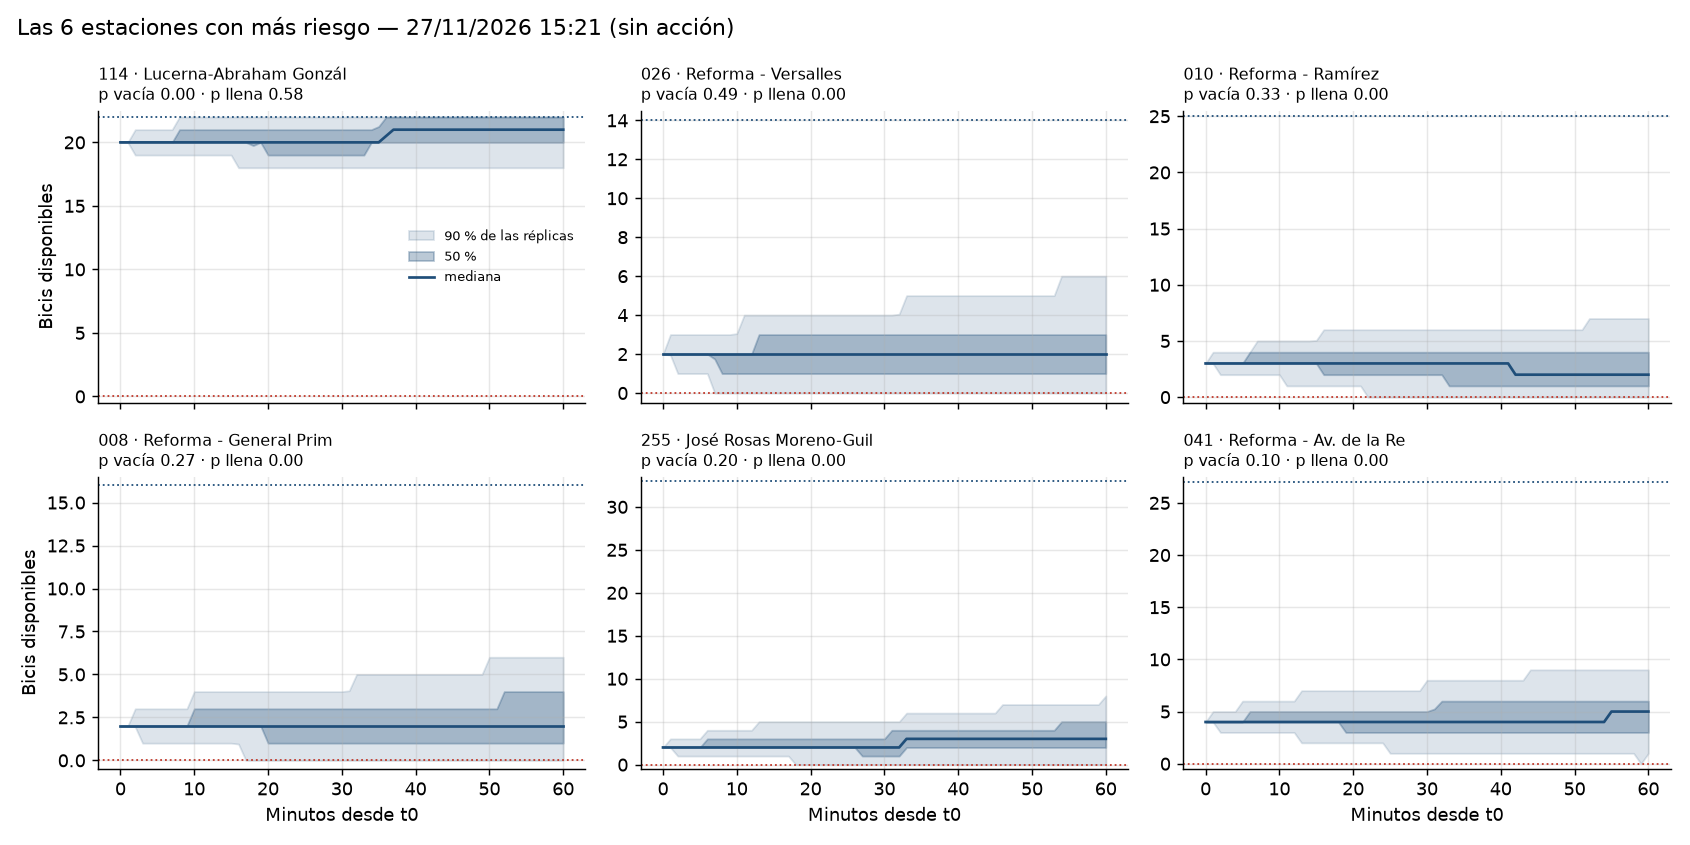 Las 6 estaciones con más riesgo — 27/11/2026 15:21 (sin acción)
114 · Lucerna-Abraham Gonzál
p vacía 0.00 · p llena 0.58
20
15
10
5
0
Bicis disponibles
90 % de las réplicas
50 %
mediana
026 · Reforma - Versalles
p vacía 0.49 · p llena 0.00
14
12
10
8
6
4
2
0
010 · Reforma - Ramírez
p vacía 0.33 · p llena 0.00
25
20
15
10
5
0
008 · Reforma - General Prim
p vacía 0.27 · p llena 0.00
15.0
12.5
10.0
7.5
5.0
2.5
0.0
Bicis disponibles
0 10 20 30 40 50 60
Minutos desde t0
255 · José Rosas Moreno-Guil
p vacía 0.20 · p llena 0.00
30
25
20
15
10
5
0
0 10 20 30 40 50 60
Minutos desde t0
041 · Reforma - Av. de la Re
p vacía 0.10 · p llena 0.00
25
20
15
10
5
0
0 10 20 30 40 50 60
Minutos desde t0